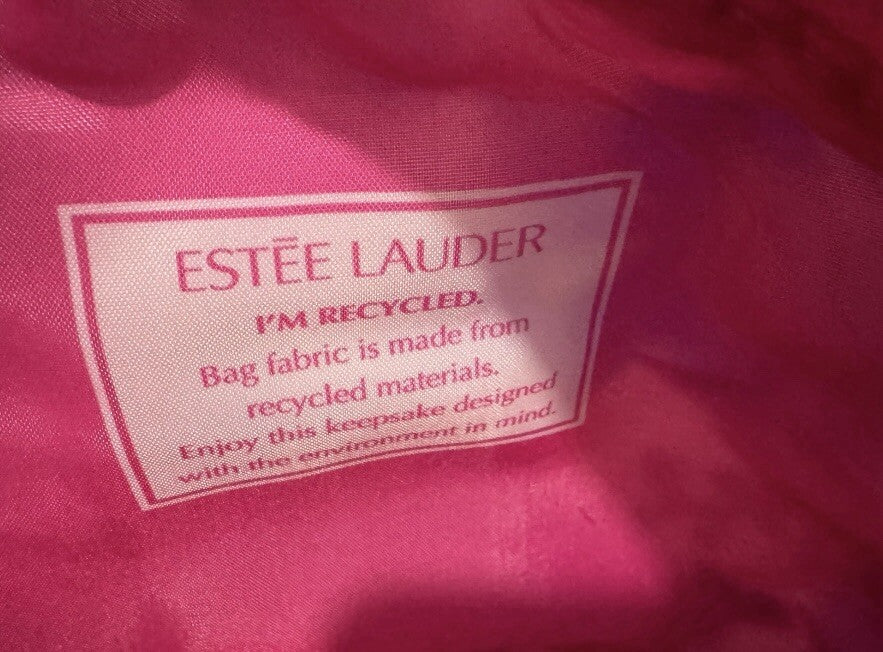 ESTĒE LAUDER
I'M RECYCLED.
Bag fabric is made from
recycled materials.
Enjoy this keepsake designed
with the environment in mind.